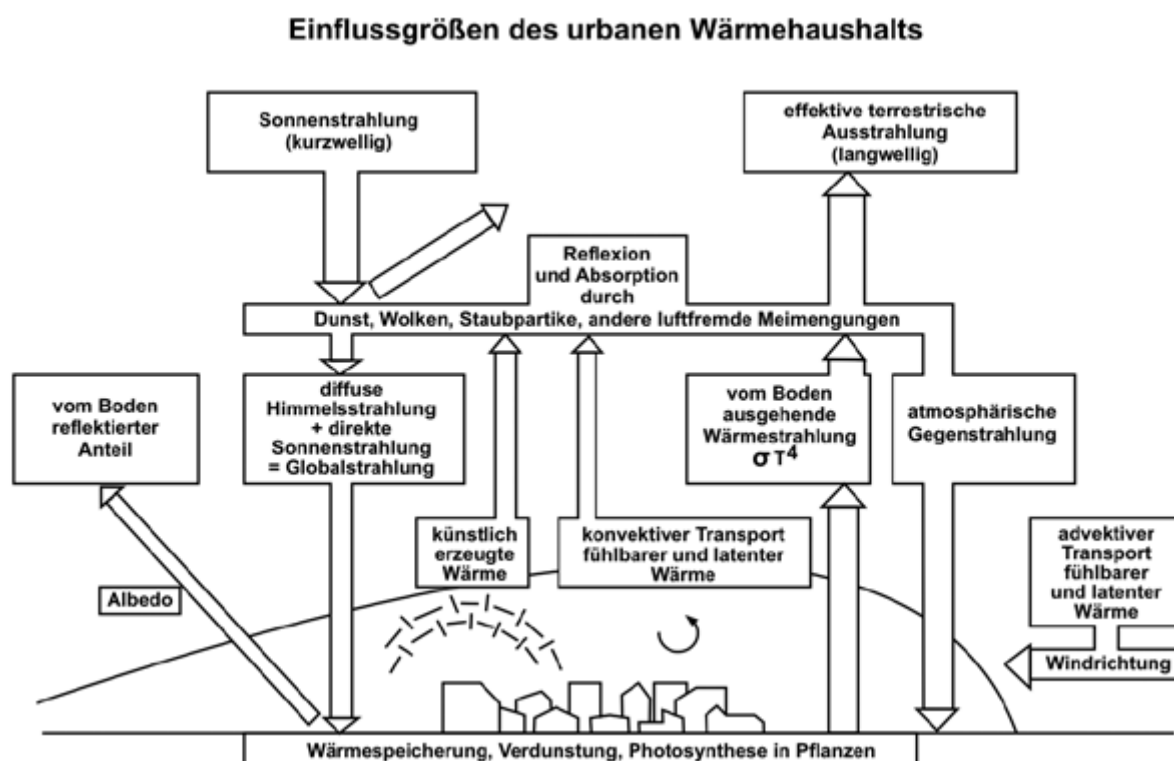 Einflussgrößen des urbanen Wärmehaushalts
Sonnenstrahlung
(kurzwellig)
effektive terrestrische
Ausstrahlung
(langwellig)
Reflexion
und Absorption
durch
Dunst, Wolken, Staubpartike, andere luftfremde Meimengungen
vom Boden
reflektierter
Anteil
diffuse
Himmelsstrahlung
+ direkte
Sonnenstrahlung
= Globalstrahlung
vom Boden
ausgehende
Wärmestrahlung
σ T⁴
atmosphärische
Gegenstrahlung
künstlich
erzeugte
Wärme
konvektiver Transport
fühlbarer und latenter
Wärme
advektiver
Transport
fühlbarer
und latenter
Wärme
Albedo
Windrichtung
Wärmespeicherung, Verdunstung, Photosynthese in Pflanzen